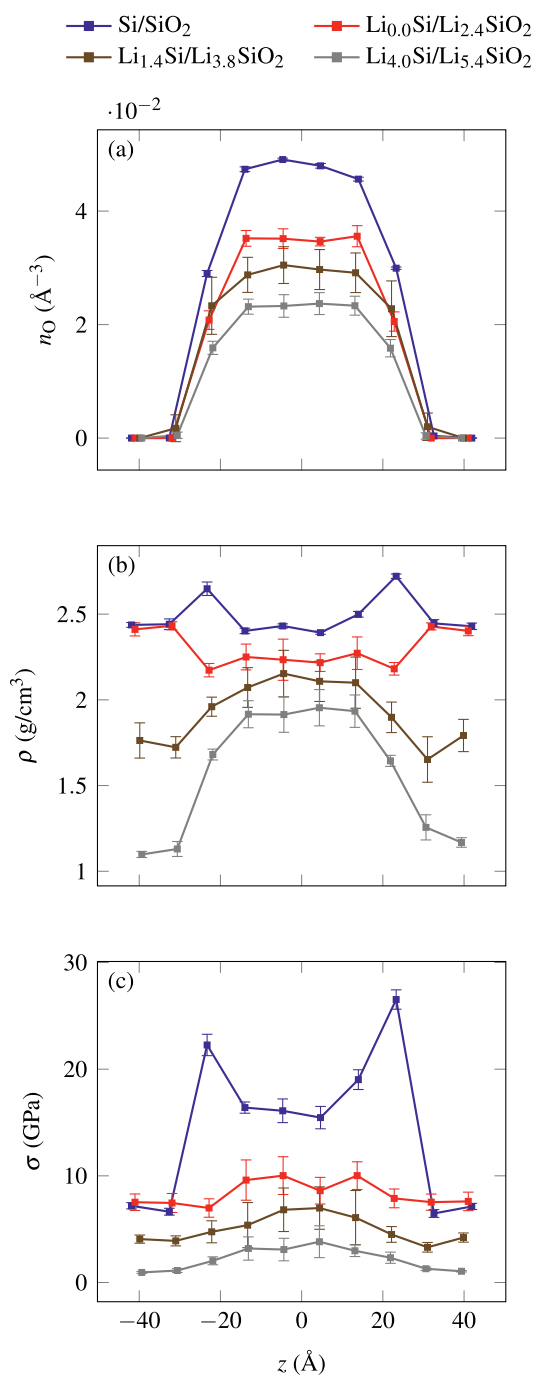 Si/SiO₂ Li₀.₀Si/Li₂.₄SiO₂
Li₁.₄Si/Li₃.₈SiO₂ Li₄.₀Si/Li₅.₄SiO₂
·10⁻²
(a)
4
2
0
n_O (Å⁻³)
(b)
2.5
2
1.5
1
ρ (g/cm³)
(c)
30
20
10
0
σ (GPa)
−40 −20 0 20 40
z (Å)